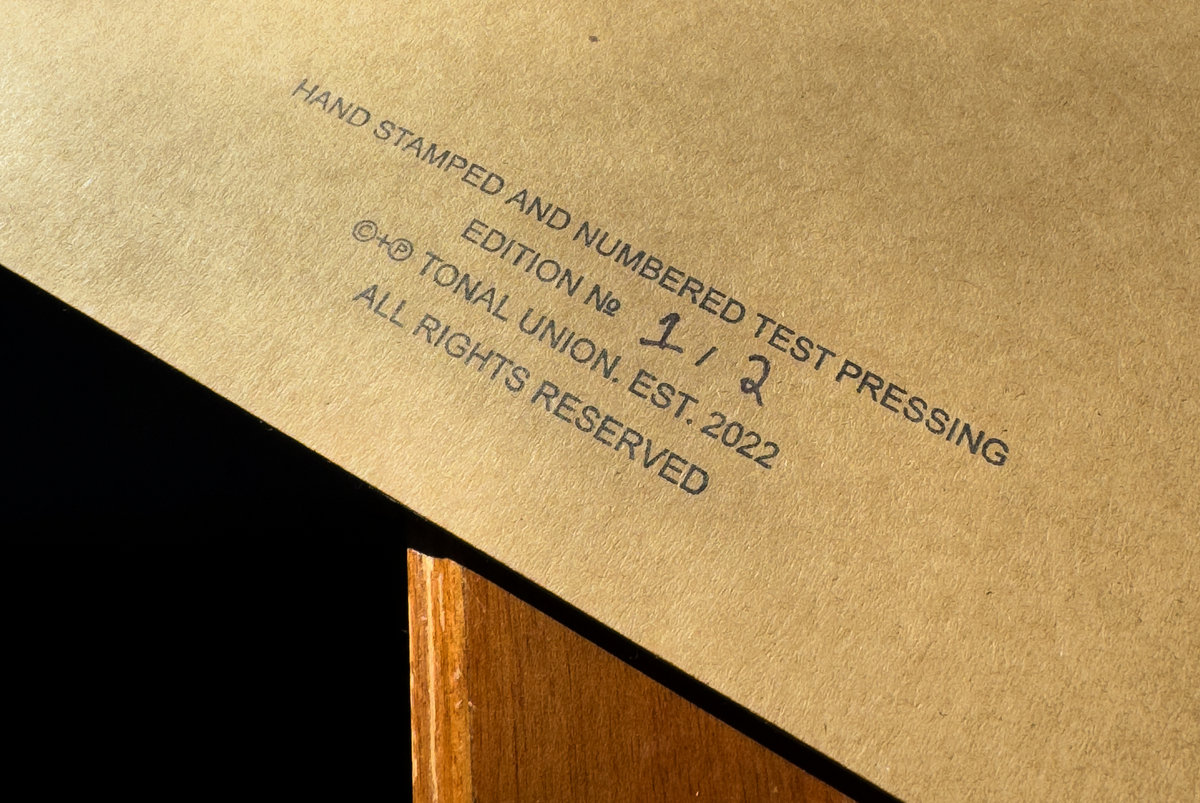 HAND STAMPED AND NUMBERED TEST PRESSING
EDITION № 1, 2
©+℗ TONAL UNION. EST. 2022
ALL RIGHTS RESERVED